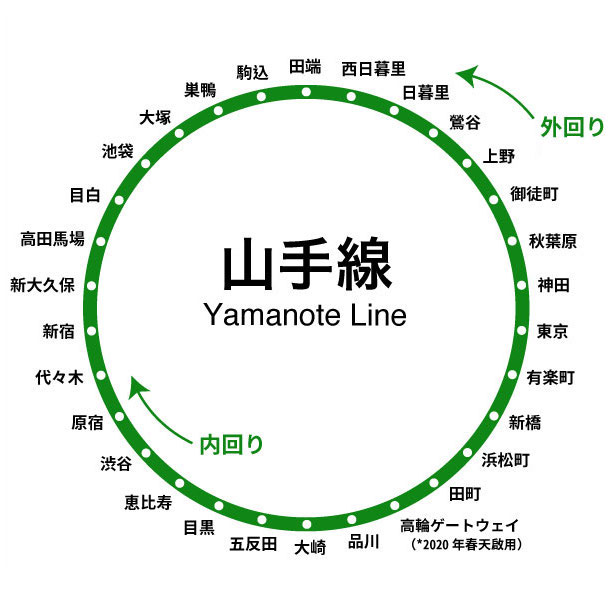 田端
西日暮里
日暮里
鶯谷
外回り
上野
御徒町
秋葉原
神田
東京
有楽町
新橋
浜松町
田町
高輪ゲートウェイ
（*2020 年春天啟用）
品川
大崎
五反田
目黒
恵比寿
渋谷
原宿
代々木
新宿
新大久保
高田馬場
目白
池袋
大塚
巣鴨
駒込
山手線
Yamanote Line
内回り